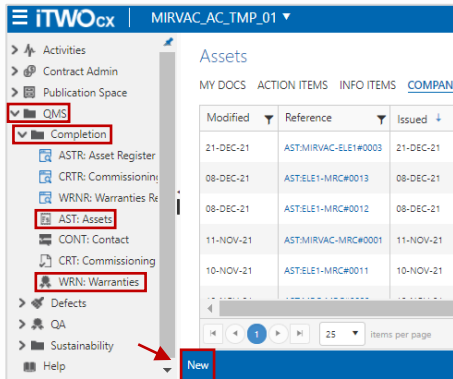 iTWOcx MIRVAC_AC_TMP_01
Activities
Contract Admin
Publication Space
QMS
Completion
ASTR: Asset Register
CRTR: Commissioning
WRNR: Warranties Re
AST: Assets
CONT: Contact
CRT: Commissioning
WRN: Warranties
Defects
QA
Sustainability
Help
Assets
MY DOCS ACTION ITEMS INFO ITEMS COMPAN
Modified Reference Issued
21-DEC-21 AST:MIRVAC-ELE1#0003 21-DEC-21
08-DEC-21 AST:ELE1-MRC#0013 08-DEC-21
08-DEC-21 AST:ELE1-MRC#0012 08-DEC-21
11-NOV-21 AST:MIRVAC-MRC#0001 11-NOV-21
10-NOV-21 AST:ELE1-MRC#0011 10-NOV-21
1 25 items per page
New